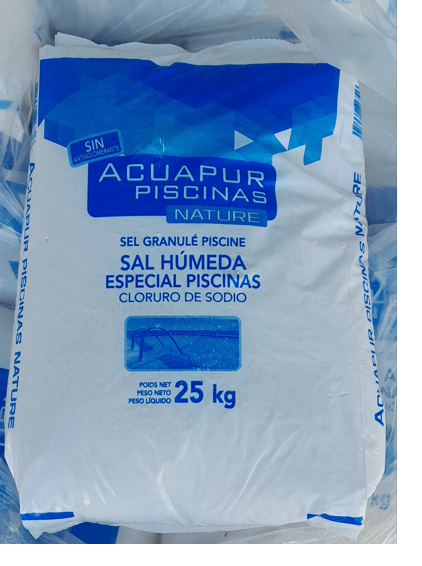 SIN
ANTIAGLOMERANTE
ACUAPUR
PISCINAS
NATURE
SEL GRANULÉ PISCINE
SAL HÚMEDA
ESPECIAL PISCINAS
CLORURO DE SODIO
POIDS NET
PESO NETO
PESO LÍQUIDO
25 kg
ACUAPUR PISCINAS NATURE
ACUAPUR PISCINAS NATURE
kg